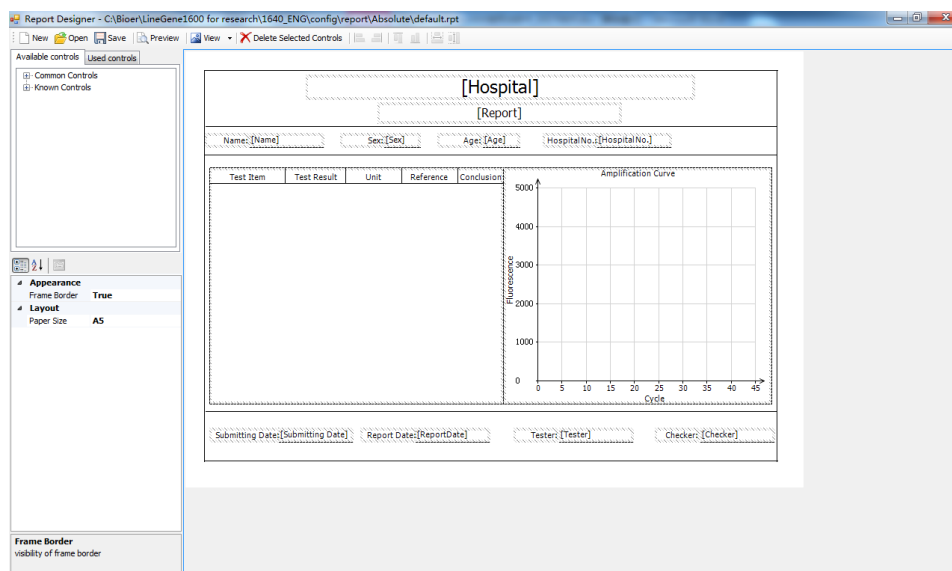 Report Designer - C:\Bioer\LineGene1600 for research\1640_ENG\config\report\Absolute\default.rpt
New Open Save Preview View Delete Selected Controls
Available controls Used controls
Common Controls
Known Controls
[Hospital]
[Report]
Name: [Name] Sex: [Sex] Age: [Age] HospitalNo.: [HospitalNo.]
Test Item Test Result Unit Reference Conclusion
Amplification Curve
5000
4000
3000
2000
1000
0
Fluorescence
0 5 10 15 20 25 30 35 40 45
Cycle
Appearance
Frame Border True
Layout
Paper Size A5
Submitting Date: [Submitting Date] Report Date: [ReportDate] Tester: [Tester] Checker: [Checker]
Frame Border
visibility of frame border